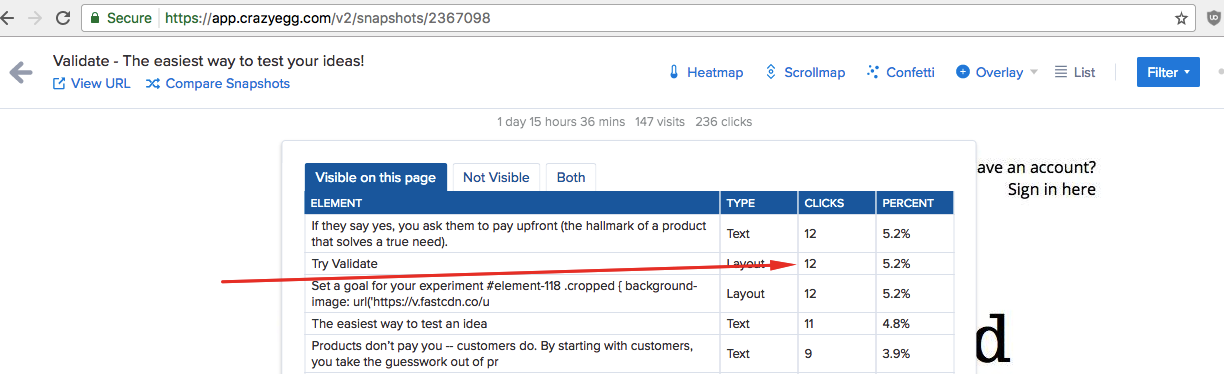 Secure https://app.crazyegg.com/v2/snapshots/2367098
Validate - The easiest way to test your ideas!
View URL Compare Snapshots
Heatmap Scrollmap Confetti Overlay List Filter
1 day 15 hours 36 mins 147 visits 236 clicks
ave an account?
Sign in here
Visible on this page Not Visible Both
ELEMENT TYPE CLICKS PERCENT
If they say yes, you ask them to pay upfront (the hallmark of a product
that solves a true need).
Text 12 5.2%
Try Validate Layout 12 5.2%
Set a goal for your experiment #element-118 .cropped { background-
image: url('https://v.fastcdn.co/u
Layout 12 5.2%
The easiest way to test an idea Text 11 4.8%
Products don't pay you -- customers do. By starting with customers,
you take the guesswork out of pr
Text 9 3.9%
d